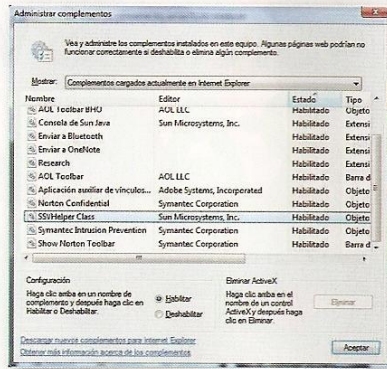 Administrar complementos
Vea y administre los complementos instalados en este equipo. Algunas páginas web podrían no
funcionar correctamente si deshabilita o elimina algún complemento.
Mostrar: Complementos cargados actualmente en Internet Explorer
Nombre Editor Estado Tipo
AOL Toolbar BHO AOL LLC Habilitado Objeto
Consola de Sun Java Sun Microsystems, Inc. Habilitado Extensi
Enviar a Bluetooth Habilitado Extensi
Enviar a OneNote Habilitado Extensi
Research Habilitado Extensi
AOL Toolbar AOL LLC Habilitado Barra d
Aplicación auxiliar de vínculos... Adobe Systems, Incorporated Habilitado Objeto
Norton Confidential Symantec Corporation Habilitado Objeto
SSVHelper Class Sun Microsystems, Inc. Habilitado Objeto
Symantec Intrusion Prevention Symantec Corporation Habilitado Objeto
Show Norton Toolbar Symantec Corporation Habilitado Barra d
Configuración
Haga clic arriba en un nombre de
complemento y después haga clic en
Habilitar o Deshabilitar.
Habilitar
Deshabilitar
Eliminar ActiveX
Haga clic arriba en el
nombre de un control
ActiveX y después haga
clic en Eliminar.
Eliminar
Descargar nuevos complementos para Internet Explorer
Obtener más información acerca de los complementos
Aceptar